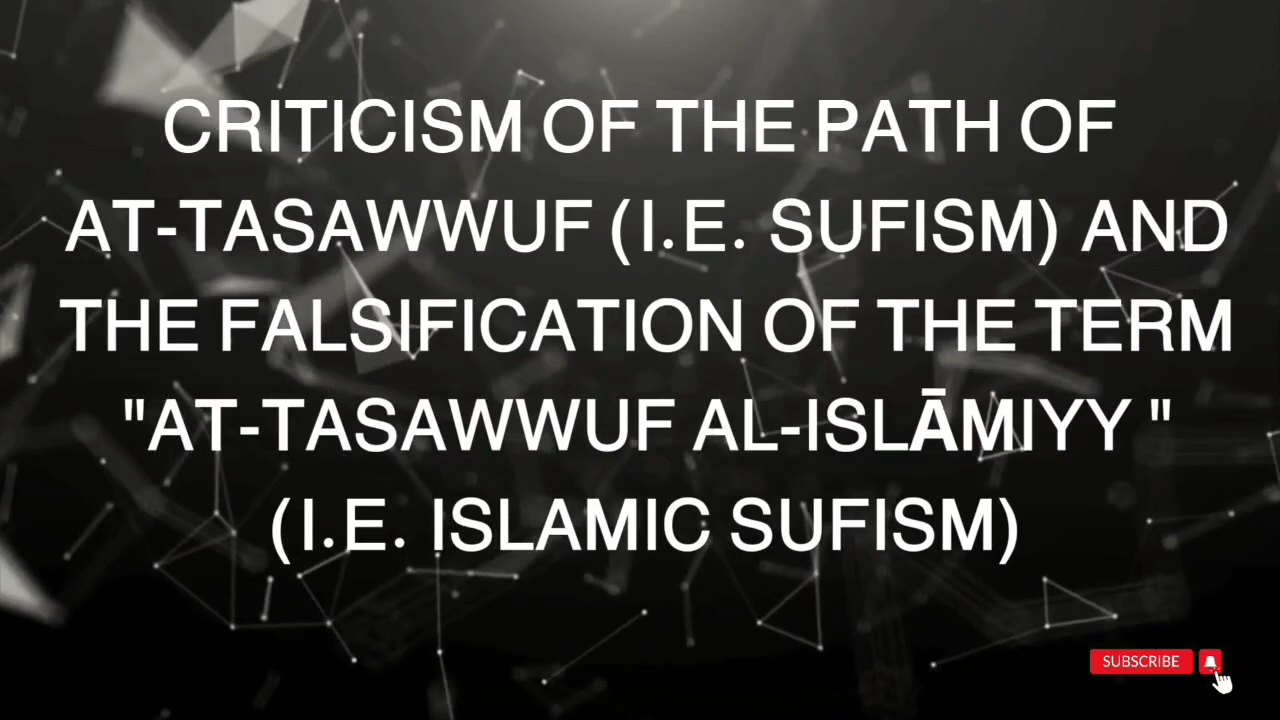 CRITICISM OF THE PATH OF
AT-TASAWWUF (I.E. SUFISM) AND
THE FALSIFICATION OF THE TERM
"AT-TASAWWUF AL-ISLĀMIYY "
(I.E. ISLAMIC SUFISM)
SUBSCRIBE